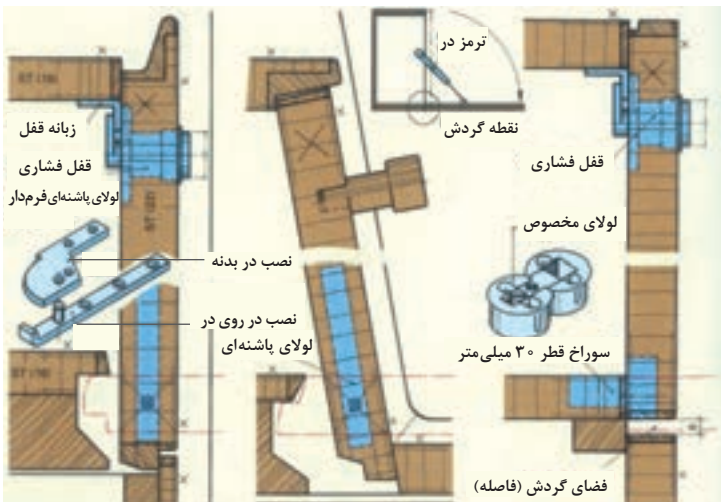 ترمز در
نقطه گردش
زبانه قفل
قفل فشاری
لولای پاشنه‌ای فرم‌دار
نصب در بدنه
نصب در روی در
لولای پاشنه‌ای
قفل فشاری
لولای مخصوص
سوراخ قطر ۳۰ میلی‌متر
فضای گردش (فاصله)